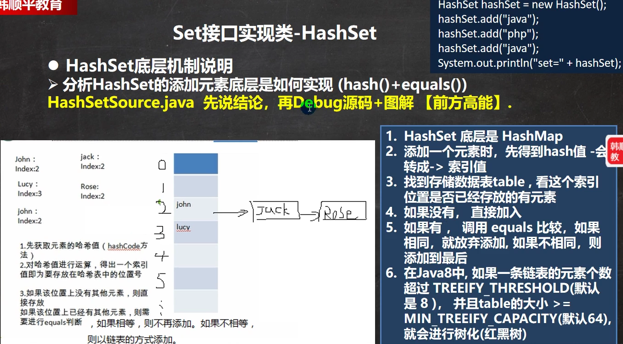 韩顺平教育
Set接口实现类-HashSet
HashSet hashSet = new HashSet();
hashSet.add("java");
hashSet.add("php");
hashSet.add("java");
System.out.println("set=" + hashSet);
● HashSet底层机制说明
➢ 分析HashSet的添加元素底层是如何实现 (hash()+equals())
HashSetSource.java 先说结论，再Debug源码+图解 【前方高能】.
John：
Index:2
jack：
Index:2
Lucy：
Index:3
Rose:
Index:2
john：
Index:2
0
1
2
3
4
5
john
lucy
Jack
Rose
1.先获取元素的哈希值（hashCode方
法）
2.对哈希值进行运算，得出一个索引
值即为要存放在哈希表中的位置号
3.如果该位置上没有其他元素，则直
接存放
如果该位置上已经有其他元素，则需
要进行equals判断 ，如果相等，则不再添加。如果不相等，
则以链表的方式添加。
1. HashSet 底层是 HashMap
2. 添加一个元素时，先得到hash值 -会
转成-> 索引值
3. 找到存储数据表table，看这个索引
位置是否已经存放的有元素
4. 如果没有， 直接加入
5. 如果有 ， 调用 equals 比较，如果
相同，就放弃添加, 如果不相同，则
添加到最后
6. 在Java8中, 如果一条链表的元素个数
超过 TREEIFY_THRESHOLD(默认
是 8 )， 并且table的大小 >=
MIN_TREEIFY_CAPACITY(默认64),
就会进行树化(红黑树)
韩顺
教